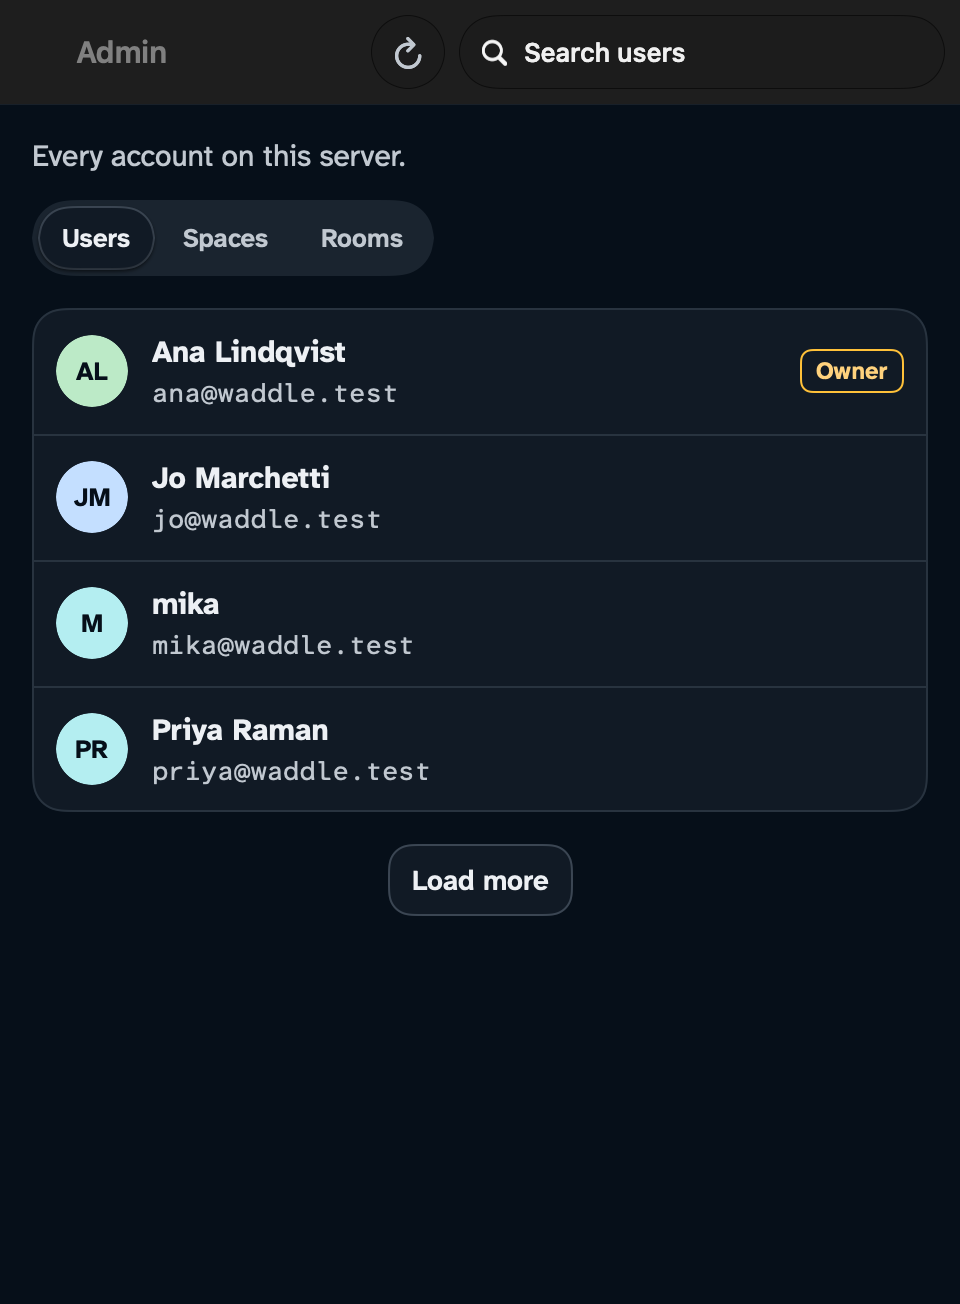 Admin
Search users
Every account on this server.
Users Spaces Rooms
AL
Ana Lindqvist
ana@waddle.test
Owner
JM
Jo Marchetti
jo@waddle.test
M
mika
mika@waddle.test
PR
Priya Raman
priya@waddle.test
Load more